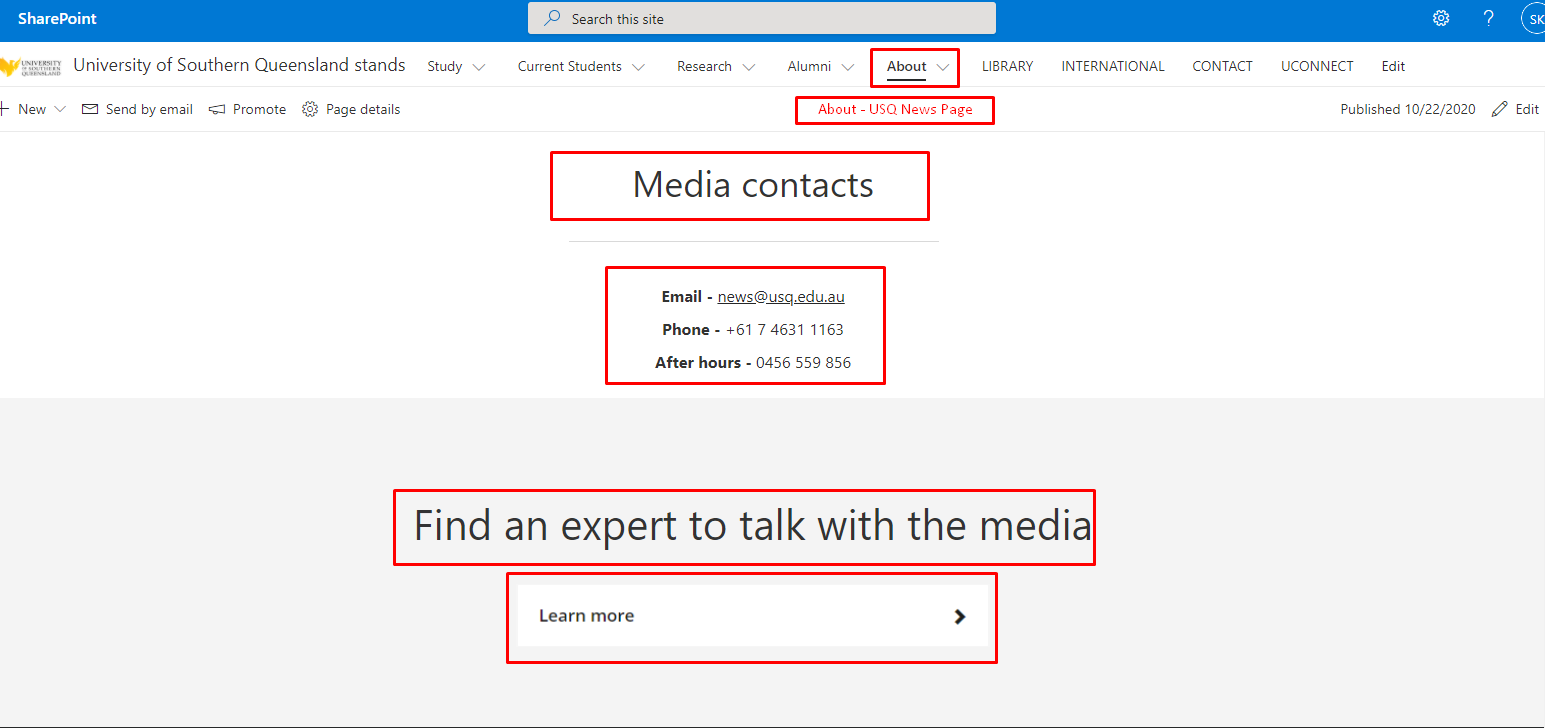 SharePoint
Search this site
?
SK
UNIVERSITY
OF SOUTHERN
QUEENSLAND
University of Southern Queensland stands
Study
Current Students
Research
Alumni
About
LIBRARY
INTERNATIONAL
CONTACT
UCONNECT
Edit
+ New
Send by email
Promote
Page details
About - USQ News Page
Published 10/22/2020
Edit
Media contacts
Email - news@usq.edu.au
Phone - +61 7 4631 1163
After hours - 0456 559 856
Find an expert to talk with the media
Learn more